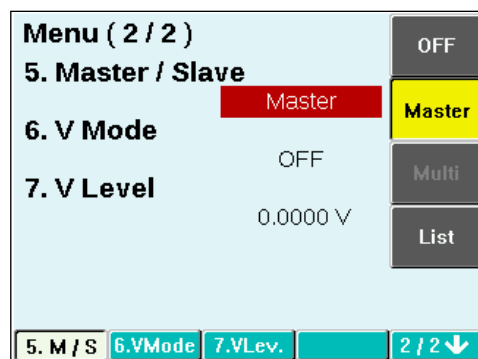 Menu ( 2 / 2 )
OFF
5. Master / Slave
Master
Master
6. V Mode
OFF
Multi
7. V Level
0.0000 V
List
5. M / S 6.VMode 7.VLev. 2 / 2